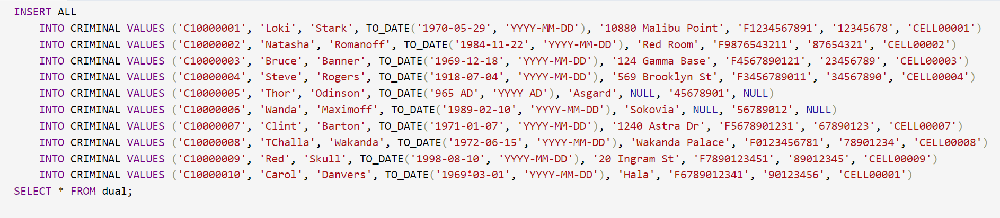 INSERT ALL
INTO CRIMINAL VALUES ('C10000001', 'Loki', 'Stark', TO_DATE('1970-05-29', 'YYYY-MM-DD'), '10880 Malibu Point', 'F1234567891', '12345678', 'CELL00001')
INTO CRIMINAL VALUES ('C10000002', 'Natasha', 'Romanoff', TO_DATE('1984-11-22', 'YYYY-MM-DD'), 'Red Room', 'F9876543211', '87654321', 'CELL00002')
INTO CRIMINAL VALUES ('C10000003', 'Bruce', 'Banner', TO_DATE('1969-12-18', 'YYYY-MM-DD'), '124 Gamma Base', 'F4567890121', '23456789', 'CELL00003')
INTO CRIMINAL VALUES ('C10000004', 'Steve', 'Rogers', TO_DATE('1918-07-04', 'YYYY-MM-DD'), '569 Brooklyn St', 'F3456789011', '34567890', 'CELL00004')
INTO CRIMINAL VALUES ('C10000005', 'Thor', 'Odinson', TO_DATE('965 AD', 'YYYY AD'), 'Asgard', NULL, '45678901', NULL)
INTO CRIMINAL VALUES ('C10000006', 'Wanda', 'Maximoff', TO_DATE('1989-02-10', 'YYYY-MM-DD'), 'Sokovia', NULL, '56789012', NULL)
INTO CRIMINAL VALUES ('C10000007', 'Clint', 'Barton', TO_DATE('1971-01-07', 'YYYY-MM-DD'), '1240 Astra Dr', 'F5678901231', '67890123', 'CELL00007')
INTO CRIMINAL VALUES ('C10000008', 'TChalla', 'Wakanda', TO_DATE('1972-06-15', 'YYYY-MM-DD'), 'Wakanda Palace', 'F0123456781', '78901234', 'CELL00008')
INTO CRIMINAL VALUES ('C10000009', 'Red', 'Skull', TO_DATE('1998-08-10', 'YYYY-MM-DD'), '20 Ingram St', 'F7890123451', '89012345', 'CELL00009')
INTO CRIMINAL VALUES ('C10000010', 'Carol', 'Danvers', TO_DATE('1969-03-01', 'YYYY-MM-DD'), 'Hala', 'F6789012341', '90123456', 'CELL00001')
SELECT * FROM dual;